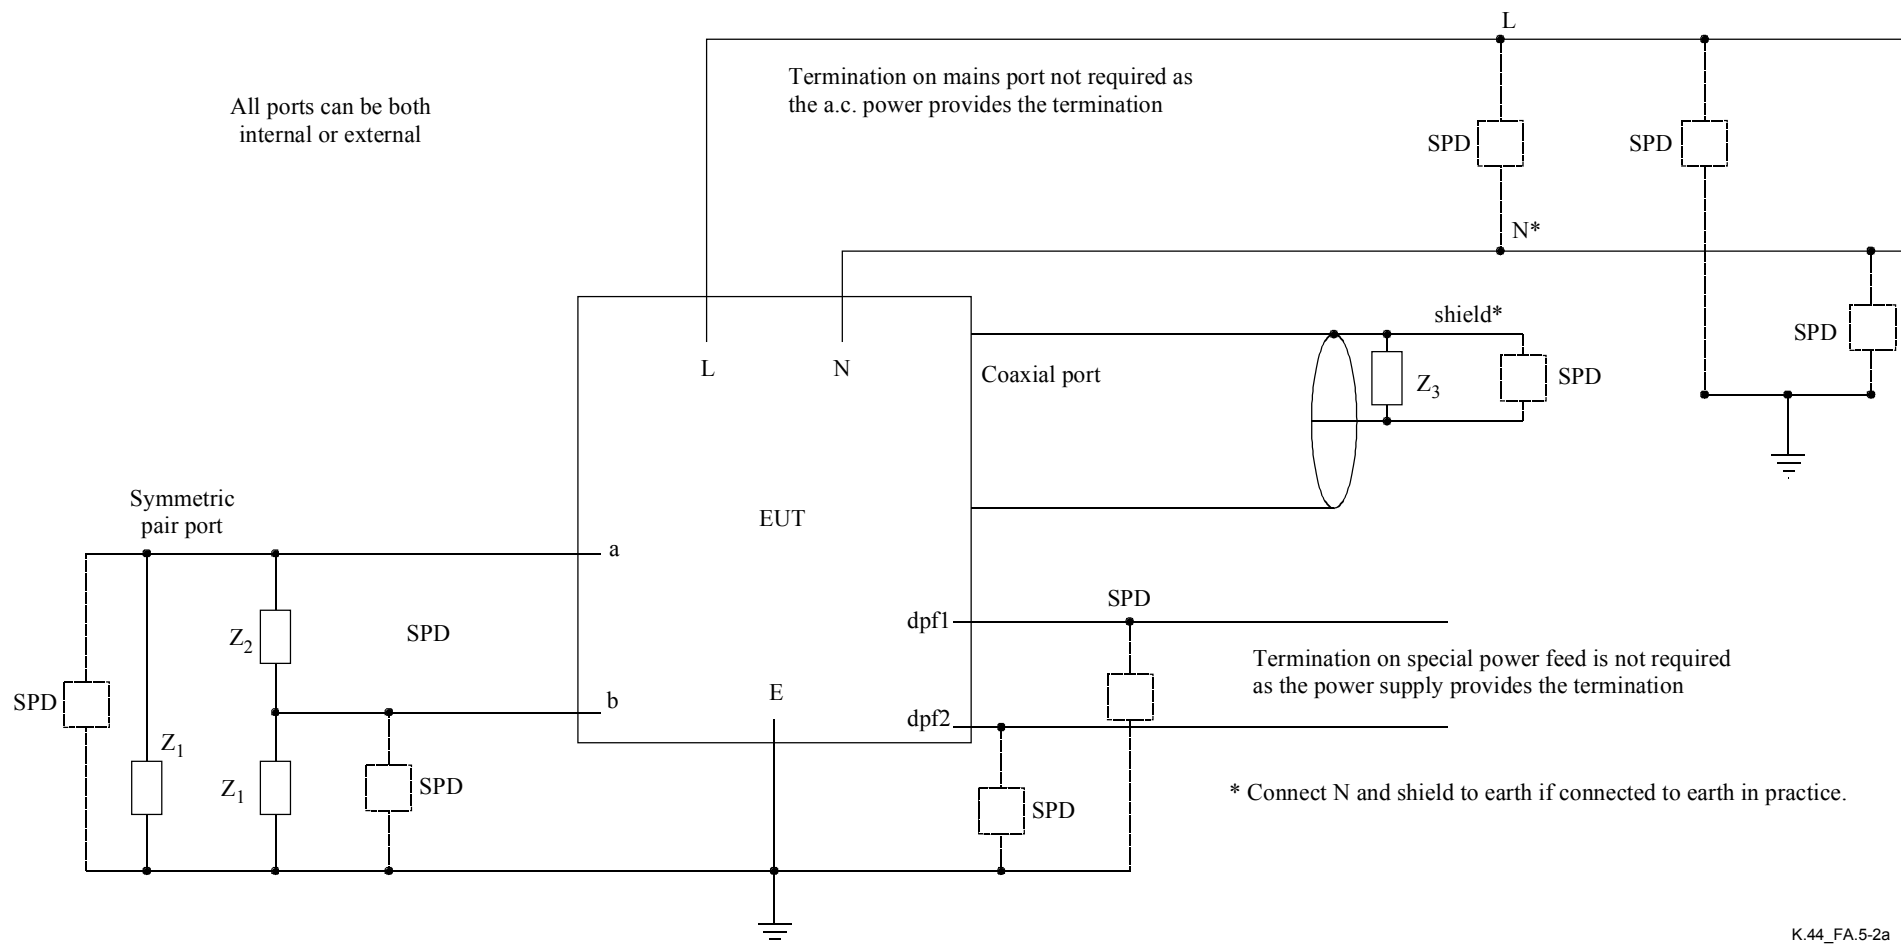 L
Termination on mains port not required as
the a.c. power provides the termination
All ports can be both
internal or external
SPD
SPD
N*
shield*
SPD
L
N
Coaxial port
Z3
SPD
Symmetric
pair port
EUT
a
SPD
dpf1
Z2
SPD
Termination on special power feed is not required
as the power supply provides the termination
SPD
b
E
dpf2
Z1
Z1
SPD
SPD
* Connect N and shield to earth if connected to earth in practice.
K.44_FA.5-2a